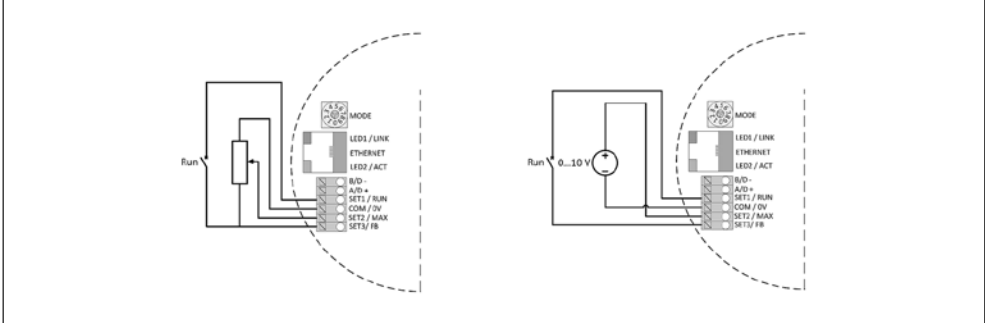 MODE
LED1 / LINK
ETHERNET
LED2 / ACT
Run
B/D -
A/D +
SET1 / RUN
COM / 0V
SET2 / MAX
SET3/ FB
MODE
LED1 / LINK
ETHERNET
LED2 / ACT
Run
0...10 V
+
−
B/D -
A/D +
SET1 / RUN
COM / 0V
SET2 / MAX
SET3/ FB